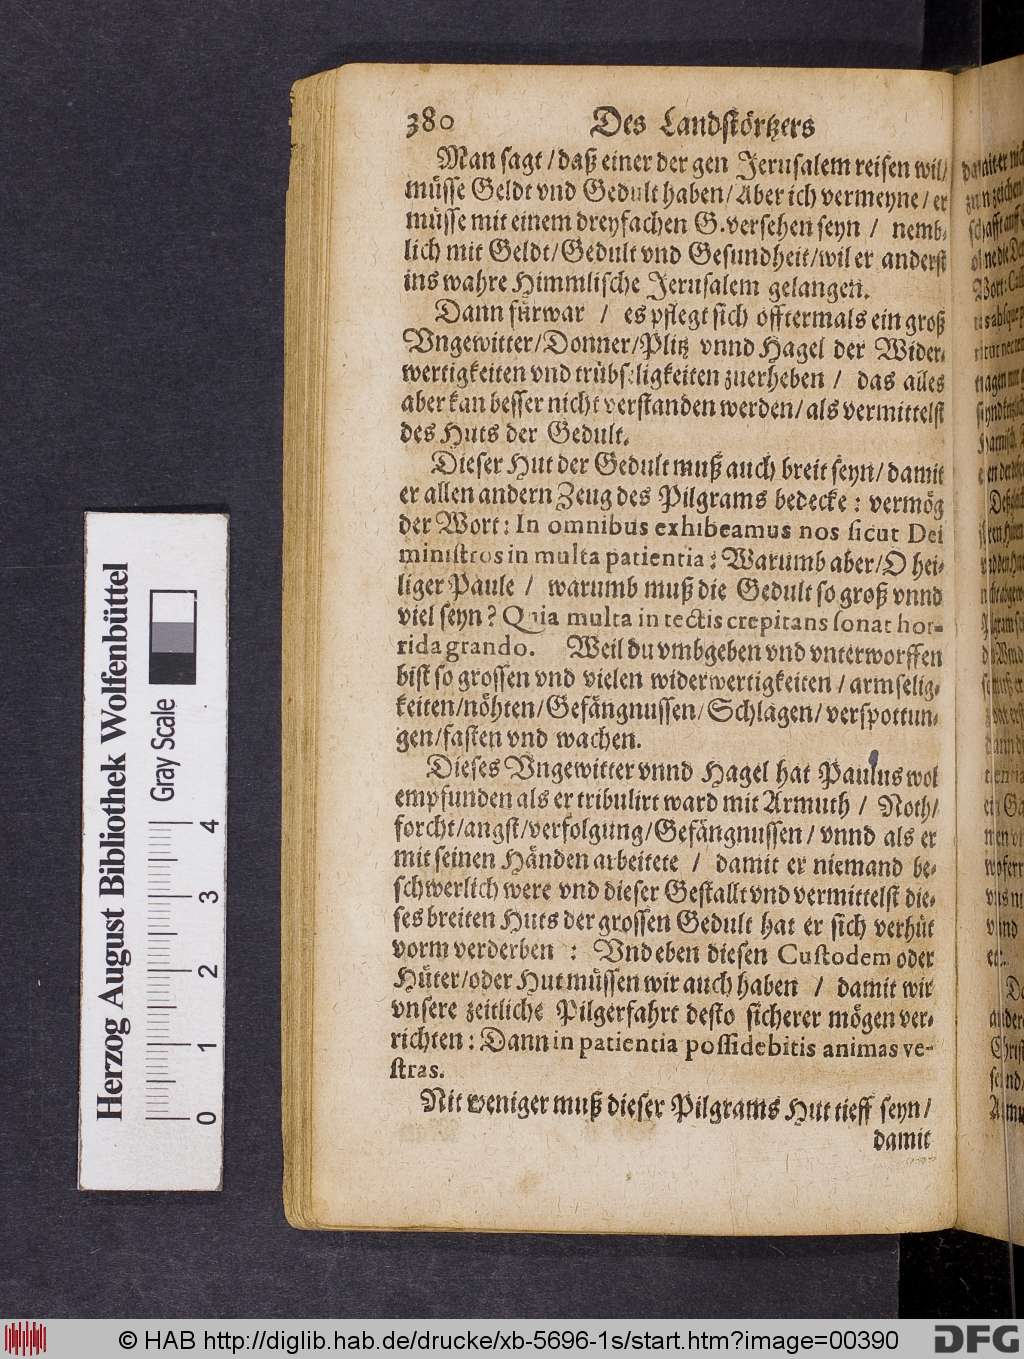 380 Des Landstörtzers
Man sagt / daß einer der gen Jerusalem reisen wil/
müsse Geldt vnd Gedult haben / Aber ich vermeyne / er
müsse mit einem dreyfachen G. versehen seyn / nemb-
lich mit Geldt / Gedult vnd Gesundheit / wil er anderst
ins wahre Himmlische Jerusalem gelangen.
Dann fürwar / es pflegt sich öfftermals ein groß
Vngewitter / Donner / Plitz vnnd Hagel der Wider-
wertigkeiten vnd trübseligkeiten zuerheben / das alles
aber kan besser nicht verstanden werden / als vermittelst
des Huts der Gedult.
Dieser Hut der Gedult muß auch breit seyn / damit
er allen andern Zeug des Pilgrams bedecke : vermög
der Wort : In omnibus exhibeamus nos sicut Dei
ministros in multa patientia : Warumb aber / O hei-
liger Paule / warumb muß die Gedult so groß vnnd
viel seyn ? Quia multa in tectis crepitans sonat hor-
rida grando. Weil du vmbgeben vnd vnterworffen
bist so grossen vnd vielen widerwertigkeiten / armselig-
keiten / nöhten / Gefängnussen / Schlägen / verspottun-
gen / fasten vnd wachen.
Dieses Vngewitter vnnd Hagel hat Paulus wol
empfunden als er tribulirt ward mit Armuth / Noth /
forcht / angst / verfolgung / Gefängnussen / vnnd als er
mit seinen Händen arbeitete / damit er niemand be-
schwerlich were vnd dieser Gestallt vnd vermittelst die-
ses breiten Huts der grossen Gedult hat er sich verhüt
vorm verderben : Vnd eben diesen Custodem oder
Hüter / oder Hut müssen wir auch haben / damit wir
vnsere zeitliche Pilgerfahrt desto sicherer mögen ver-
richten : Dann in patientia possidebitis animas ve-
stras.
Nit weniger muß dieser Pilgrams Hut tieff seyn /
damit
Herzog August Bibliothek Wolfenbüttel
Gray Scale
0 1 2 3 4
© HAB http://diglib.hab.de/drucke/xb-5696-1s/start.htm?image=00390
DFG